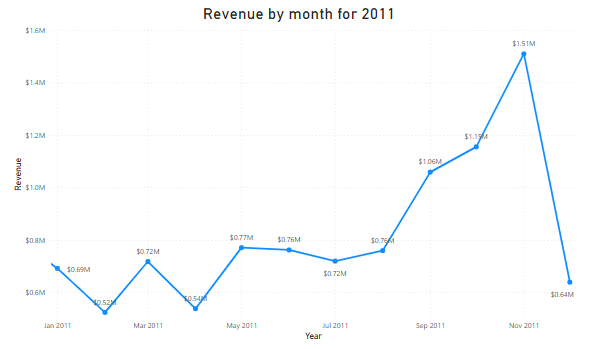 Revenue by month for 2011
$1.6M
$1.4M
$1.2M
$1.0M
$0.8M
$0.6M
Revenue
$0.69M
$0.52M
$0.72M
$0.54M
$0.77M
$0.76M
$0.72M
$0.76M
$1.06M
$1.15M
$1.51M
$0.64M
Jan 2011 Mar 2011 May 2011 Jul 2011 Sep 2011 Nov 2011
Year